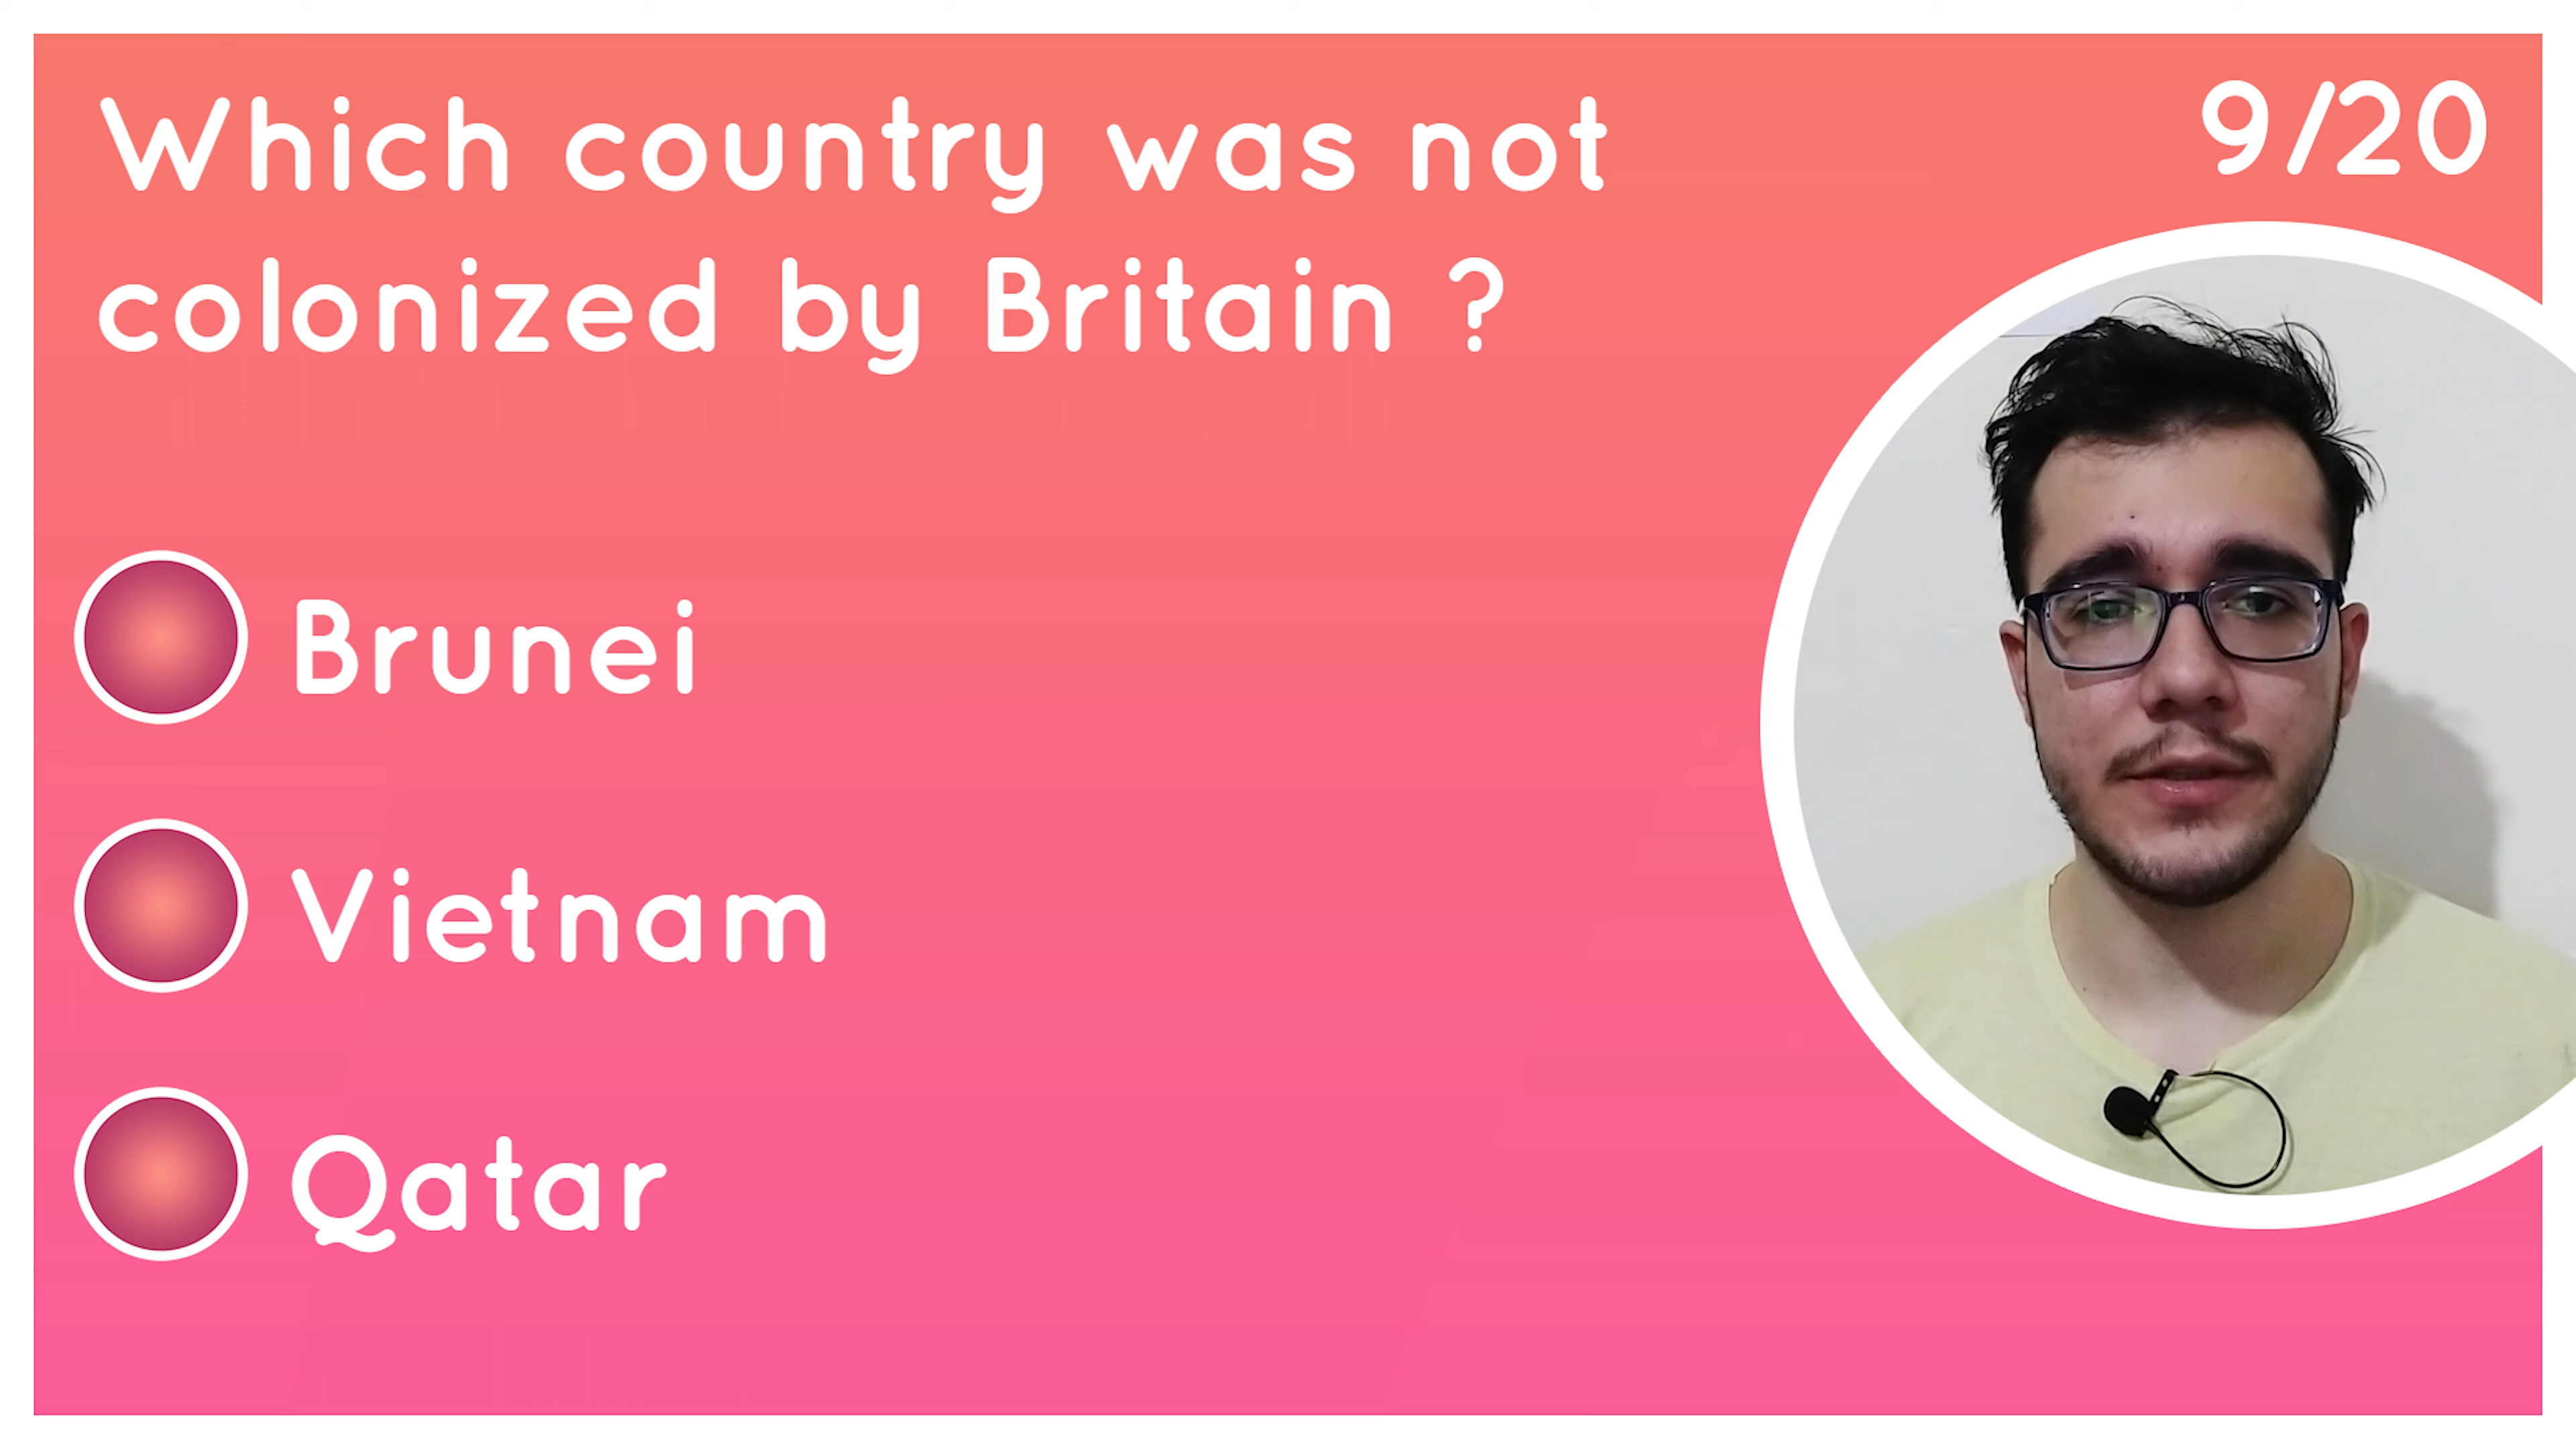 Which country was not
9/20
colonized by Britain ?
Brunei
Vietnam
Qatar